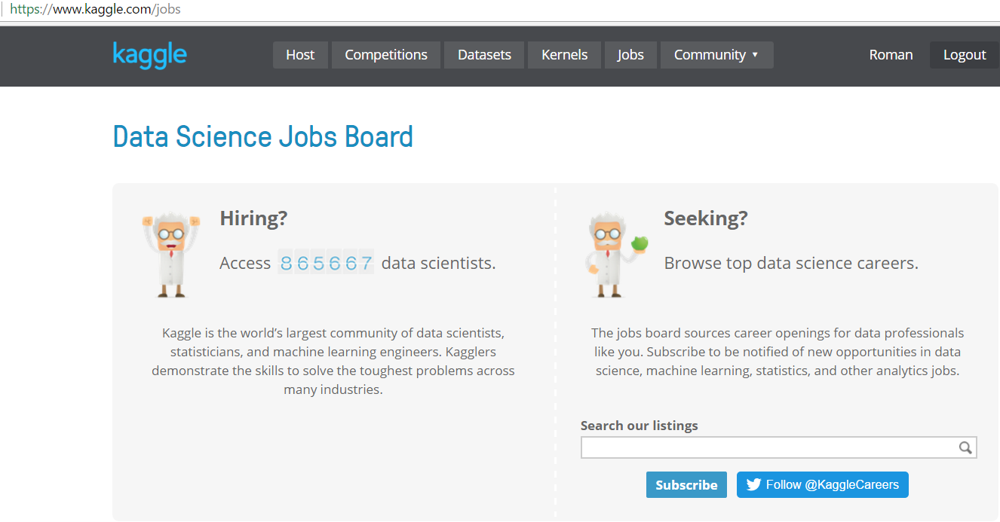 https://www.kaggle.com/jobs
kaggle
Host Competitions Datasets Kernels Jobs Community ▼ Roman Logout
Data Science Jobs Board
Hiring?
Access 865667 data scientists.
Kaggle is the world’s largest community of data scientists,
statisticians, and machine learning engineers. Kagglers
demonstrate the skills to solve the toughest problems across
many industries.
Seeking?
Browse top data science careers.
The jobs board sources career openings for data professionals
like you. Subscribe to be notified of new opportunities in data
science, machine learning, statistics, and other analytics jobs.
Search our listings
Subscribe Follow @KaggleCareers